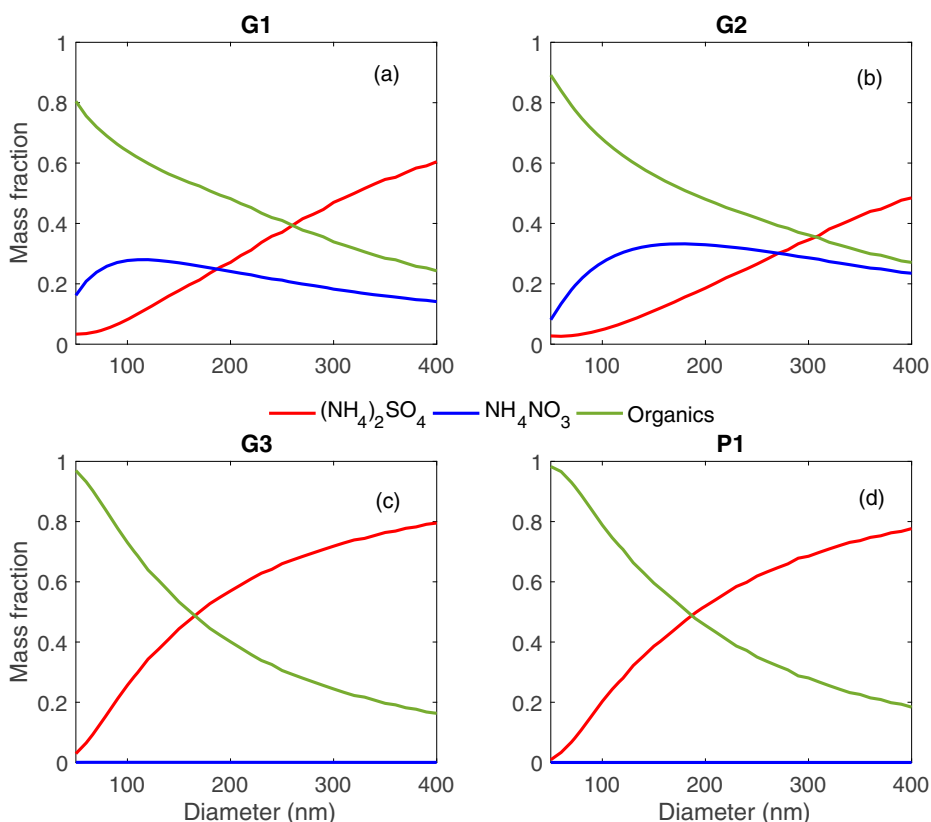 G1 G2
1 1
(a) (b)
0.8 0.8
0.6 0.6
Mass fraction
0.4 0.4
0.2 0.2
0 0
100 200 300 400 100 200 300 400
(NH4)2SO4 NH4NO3 Organics
G3 P1
1 1
(c) (d)
0.8 0.8
0.6 0.6
Mass fraction
0.4 0.4
0.2 0.2
0 0
100 200 300 400 100 200 300 400
Diameter (nm) Diameter (nm)